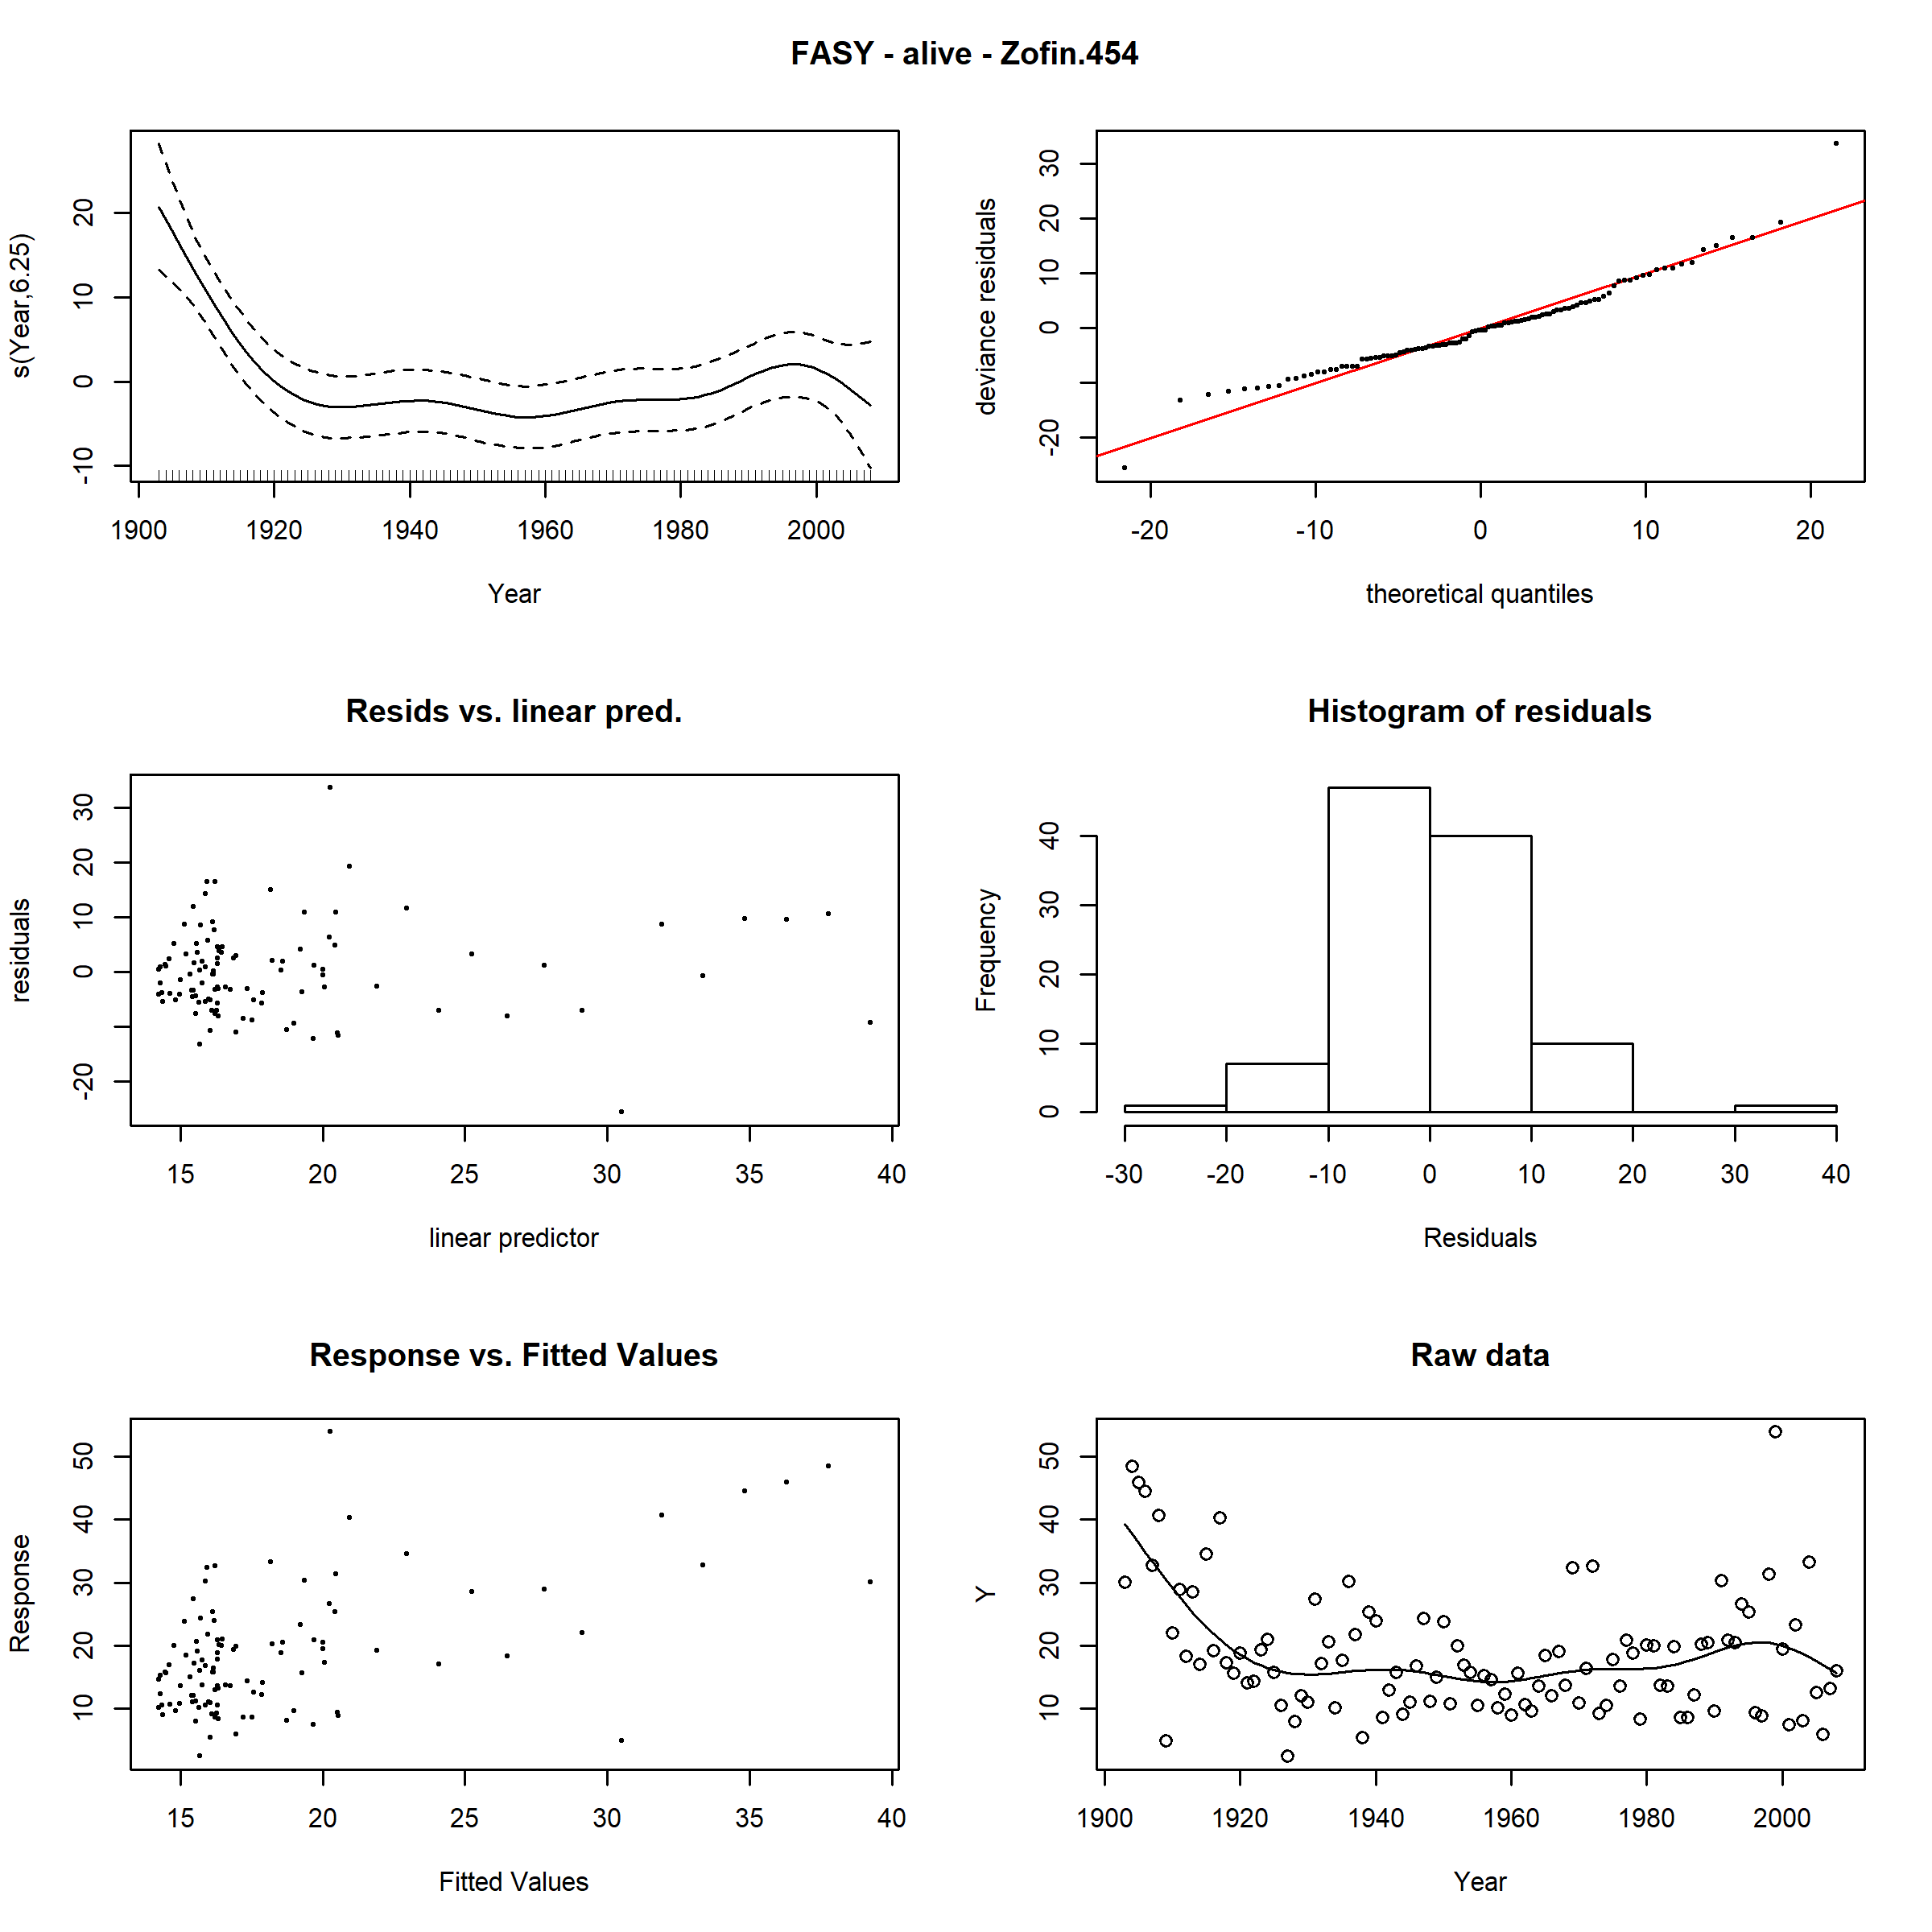 FASY - alive - Zofin.454
s(Year,6.25)
-10 0 10 20
1900 1920 1940 1960 1980 2000
Year
deviance residuals
-20 0 10 20 30
-20 -10 0 10 20
theoretical quantiles
Resids vs. linear pred.
residuals
-20 0 10 20 30
15 20 25 30 35 40
linear predictor
Histogram of residuals
Frequency
0 10 20 30 40
-30 -20 -10 0 10 20 30 40
Residuals
Response vs. Fitted Values
Response
10 20 30 40 50
15 20 25 30 35 40
Fitted Values
Raw data
Y
10 20 30 40 50
1900 1920 1940 1960 1980 2000
Year